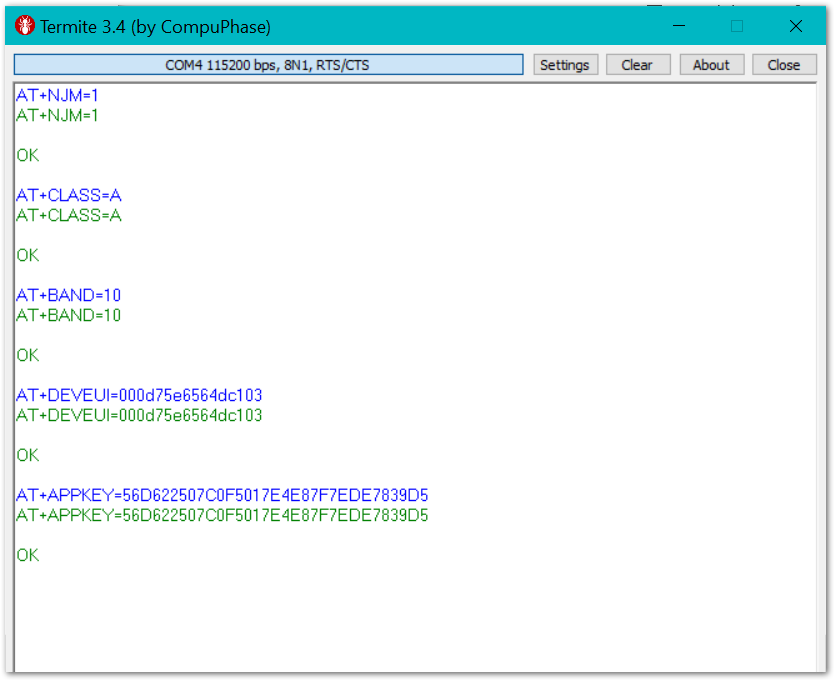 Termite 3.4 (by CompuPhase)
COM4 115200 bps, 8N1, RTS/CTS Settings Clear About Close
AT+NJM=1
AT+NJM=1
OK
AT+CLASS=A
AT+CLASS=A
OK
AT+BAND=10
AT+BAND=10
OK
AT+DEVEUI=000d75e6564dc103
AT+DEVEUI=000d75e6564dc103
OK
AT+APPKEY=56D622507C0F5017E4E87F7EDE7839D5
AT+APPKEY=56D622507C0F5017E4E87F7EDE7839D5
OK